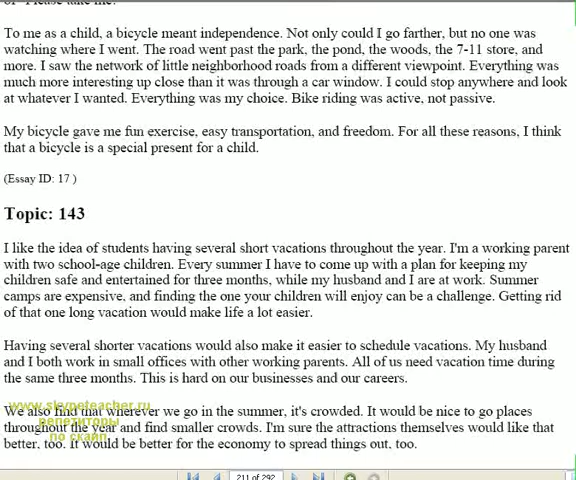 or "Please take me!"
To me as a child, a bicycle meant independence. Not only could I go farther, but no one was
watching where I went. The road went past the park, the pond, the woods, the 7-11 store, and
more. I saw the network of little neighborhood roads from a different viewpoint. Everything was
much more interesting up close than it was through a car window. I could stop anywhere and look
at whatever I wanted. Everything was my choice. Bike riding was active, not passive.
My bicycle gave me fun exercise, easy transportation, and freedom. For all these reasons, I think
that a bicycle is a special present for a child.
(Essay ID: 17 )
Topic: 143
I like the idea of students having several short vacations throughout the year. I'm a working parent
with two school-age children. Every summer I have to come up with a plan for keeping my
children safe and entertained for three months, while my husband and I are at work. Summer
camps are expensive, and finding the one your children will enjoy can be a challenge. Getting rid
of that one long vacation would make life a lot easier.
Having several shorter vacations would also make it easier to schedule vacations. My husband
and I both work in small offices with other working parents. All of us need vacation time during
the same three months. This is hard on our businesses and our careers.
www.skypeteacher.ru
We also find that wherever we go in the summer, it's crowded. It would be nice to go places
репетиторы
throughout the year and find smaller crowds. I'm sure the attractions themselves would like that
по скайп
better, too. It would be better for the economy to spread things out, too.
211 of 292